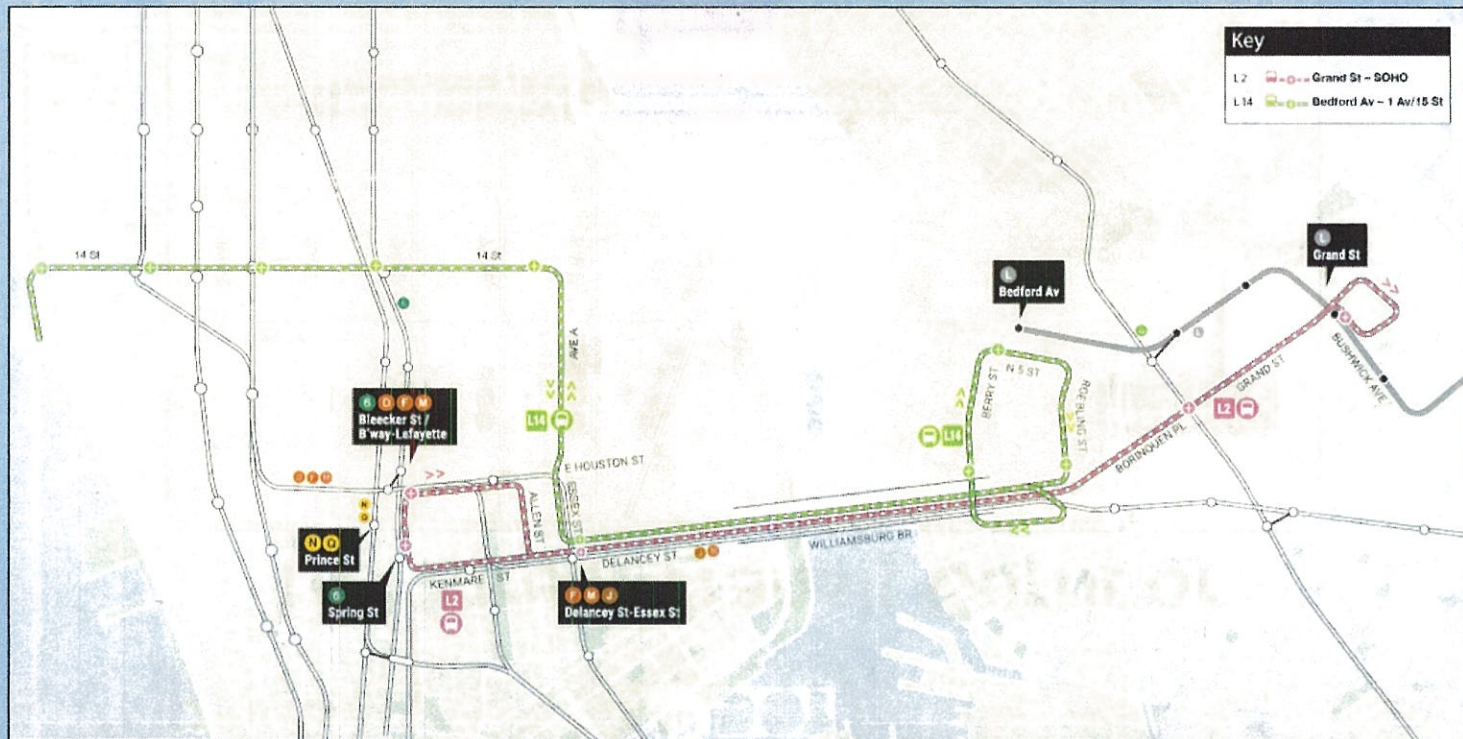 Key
L2 Grand St – SOHO
L14 Bedford Av – 1 Av/15 St
14 St
14 St
L
Grand St
L
Bedford Av
L
AVE A
N 5 ST
BERRY ST
ROEBLING ST
GRAND ST
BUSHWICK AVE
6 D F M
Bleecker St /
B'way-Lafayette
L14
L2
L14
BORINQUEN PL
E HOUSTON ST
D F M
N
Q
ALLEN ST
ESSEX ST
N Q
Prince St
WILLIAMSBURG BR
DELANCEY ST
KENMARE ST
6
Spring St
L2
F M J
Delancey St-Essex St